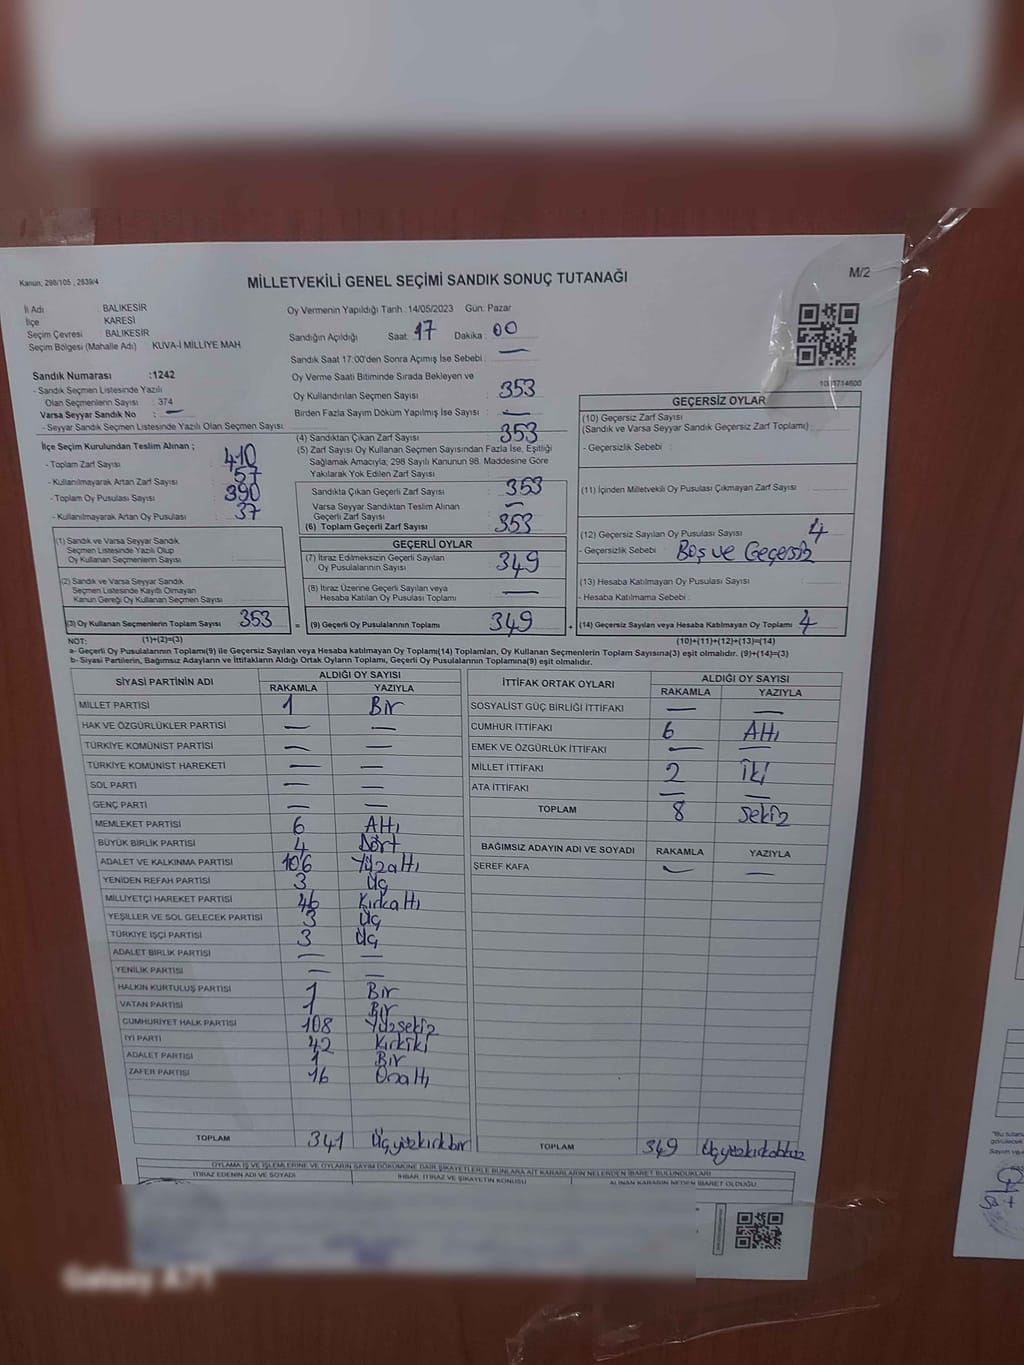 Kanun; 298/105 , 2839/4
MİLLETVEKİLİ GENEL SEÇİMİ SANDIK SONUÇ TUTANAĞI
M/2
İl Adı : BALIKESİR
İlçe : KARESİ
Seçim Çevresi : BALIKESİR
Seçim Bölgesi (Mahalle Adı) : KUVA-İ MİLLİYE MAH
Sandık Numarası :1242
- Sandık Seçmen Listesinde Yazılı
Olan Seçmenlerin Sayısı : 374
Varsa Seyyar Sandık No : —
- Seyyar Sandık Seçmen Listesinde Yazılı Olan Seçmen Sayısı :
Oy Vermenin Yapıldığı Tarih :14/05/2023 Gün: Pazar
Sandığın Açıldığı Saat: 17 Dakika : 00
Sandık Saat 17:00'den Sonra Açılmış İse Sebebi : —
Oy Verme Saati Bitiminde Sırada Bekleyen ve
Oy Kullandırılan Seçmen Sayısı : 353
Birden Fazla Sayım Döküm Yapılmış İse Sayısı : —
(4) Sandıktan Çıkan Zarf Sayısı : 353
(5) Zarf Sayısı Oy Kullanan Seçmen Sayısından Fazla İse, Eşitliği
Sağlamak Amacıyla; 298 Sayılı Kanunun 98. Maddesine Göre
Yakılarak Yok Edilen Zarf Sayısı :
Sandıkta Çıkan Geçerli Zarf Sayısı : 353
Varsa Seyyar Sandıktan Teslim Alınan
Geçerli Zarf Sayısı : —
(6) Toplam Geçerli Zarf Sayısı : 353
İlçe Seçim Kurulundan Teslim Alınan ;
- Toplam Zarf Sayısı : 410
- Kullanılmayarak Artan Zarf Sayısı : 57
- Toplam Oy Pusulası Sayısı : 390
- Kullanılmayarak Artan Oy Pusulası : 37
(1) Sandık ve Varsa Seyyar Sandık
Seçmen Listesinde Yazılı Olup
Oy Kullanan Seçmenlerin Sayısı :
(2) Sandık ve Varsa Seyyar Sandık
Seçmen Listesinde Kayıtlı Olmayan
Kanun Gereği Oy Kullanan Seçmen Sayısı :
(3) Oy Kullanan Seçmenlerin Toplam Sayısı : 353
=
GEÇERLİ OYLAR
(7) İtiraz Edilmeksizin Geçerli Sayılan
Oy Pusulalarının Sayısı : 349
(8) İtiraz Üzerine Geçerli Sayılan veya
Hesaba Katılan Oy Pusulası Toplamı : —
(9) Geçerli Oy Pusulalarının Toplamı : 349
+
GEÇERSİZ OYLAR
(10) Geçersiz Zarf Sayısı
(Sandık ve Varsa Seyyar Sandık Geçersiz Zarf Toplamı) :
- Geçersizlik Sebebi :
(11) İçinden Milletvekili Oy Pusulası Çıkmayan Zarf Sayısı :
(12) Geçersiz Sayılan Oy Pusulası Sayısı : 4
- Geçersizlik Sebebi : Boş ve Geçersiz
(13) Hesaba Katılmayan Oy Pusulası Sayısı :
- Hesaba Katılmama Sebebi :
(14) Geçersiz Sayılan veya Hesaba Katılmayan Oy Toplamı : 4
NOT: (1)+(2)=(3) (10)+(11)+(12)+(13)=(14)
a- Geçerli Oy Pusulalarının Toplamı(9) ile Geçersiz Sayılan veya Hesaba katılmayan Oy Toplamı(14) Toplamları, Oy Kullanan Seçmenlerin Toplam Sayısına(3) eşit olmalıdır. (9)+(14)=(3)
b- Siyasi Partilerin, Bağımsız Adayların ve İttifakların Aldığı Ortak Oyların Toplamı, Geçerli Oy Pusulalarının Toplamına(9) eşit olmalıdır.
SİYASİ PARTİNİN ADI ALDIĞI OY SAYISI
RAKAMLA YAZIYLA
MİLLET PARTİSİ 1 Bir
HAK VE ÖZGÜRLÜKLER PARTİSİ — —
TÜRKİYE KOMÜNİST PARTİSİ — —
TÜRKİYE KOMÜNİST HAREKETİ — —
SOL PARTİ — —
GENÇ PARTİ — —
MEMLEKET PARTİSİ 6 Altı
BÜYÜK BİRLİK PARTİSİ 4 Dört
ADALET VE KALKINMA PARTİSİ 106 Yüzaltı
YENİDEN REFAH PARTİSİ 3 Üç
MİLLİYETÇİ HAREKET PARTİSİ 46 Kırkaltı
YEŞİLLER VE SOL GELECEK PARTİSİ 3 Üç
TÜRKİYE İŞÇİ PARTİSİ 3 Üç
ADALET BİRLİK PARTİSİ — —
YENİLİK PARTİSİ — —
HALKIN KURTULUŞ PARTİSİ 1 Bir
VATAN PARTİSİ 1 Bir
CUMHURİYET HALK PARTİSİ 108 Yüzsekiz
İYİ PARTİ 42 Kırkiki
ADALET PARTİSİ 1 Bir
ZAFER PARTİSİ 16 Onaltı
TOPLAM 341 Üçyüzkırkbir
İTTİFAK ORTAK OYLARI ALDIĞI OY SAYISI
RAKAMLA YAZIYLA
SOSYALİST GÜÇ BİRLİĞİ İTTİFAKI — —
CUMHUR İTTİFAKI 6 Altı
EMEK VE ÖZGÜRLÜK İTTİFAKI — —
MİLLET İTTİFAKI 2 İki
ATA İTTİFAKI — —
TOPLAM 8 Sekiz
BAĞIMSIZ ADAYIN ADI VE SOYADI RAKAMLA YAZIYLA
ŞEREF KAFA — —
TOPLAM 349 Üçyüzkırkdokuz
OYLAMA İŞ VE İŞLEMLERİNE VE OYLARIN SAYIM DÖKÜMÜNE DAİR ŞİKAYETLERLE BUNLARA AİT KARARLARIN NELERDEN İBARET BULUNDUKLARI
İTİRAZ EDENİN ADI VE SOYADI İHBAR, İTİRAZ VE ŞİKAYETİN KONUSU ALINAN KARARIN NEDEN İBARET OLDUĞU
Galaxy A71